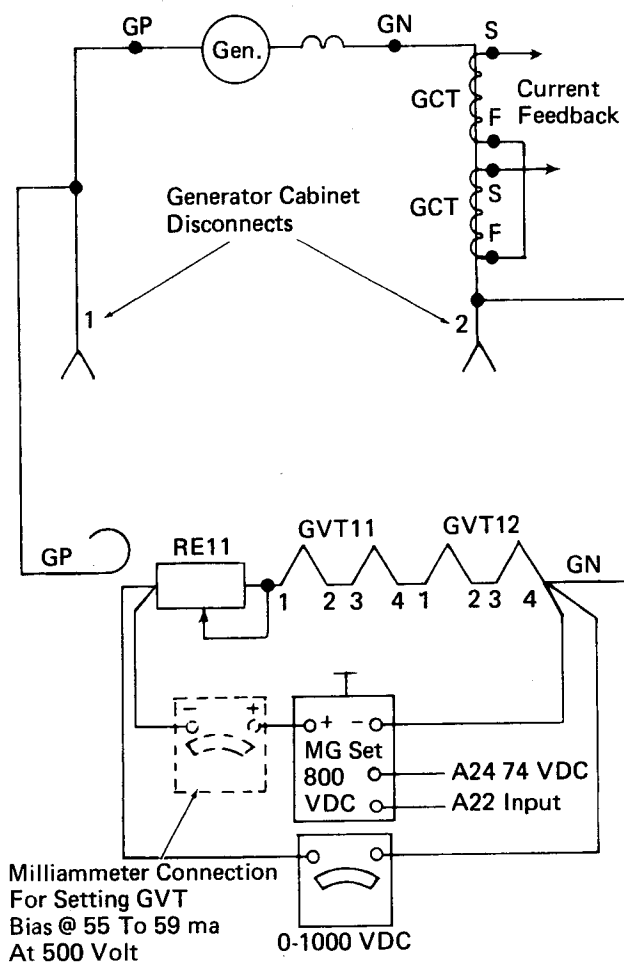 GP
Gen.
GN
S
GCT
Current
Feedback
F
S
GCT
F
Generator Cabinet
Disconnects
1
2
GP
RE11
GVT11
GVT12
GN
1
2
3
4
1
2
3
4
- +
+ -
MG Set
800
VDC
A24 74 VDC
A22 Input
Milliammeter Connection
For Setting GVT
Bias @ 55 To 59 ma
At 500 Volt
0-1000 VDC